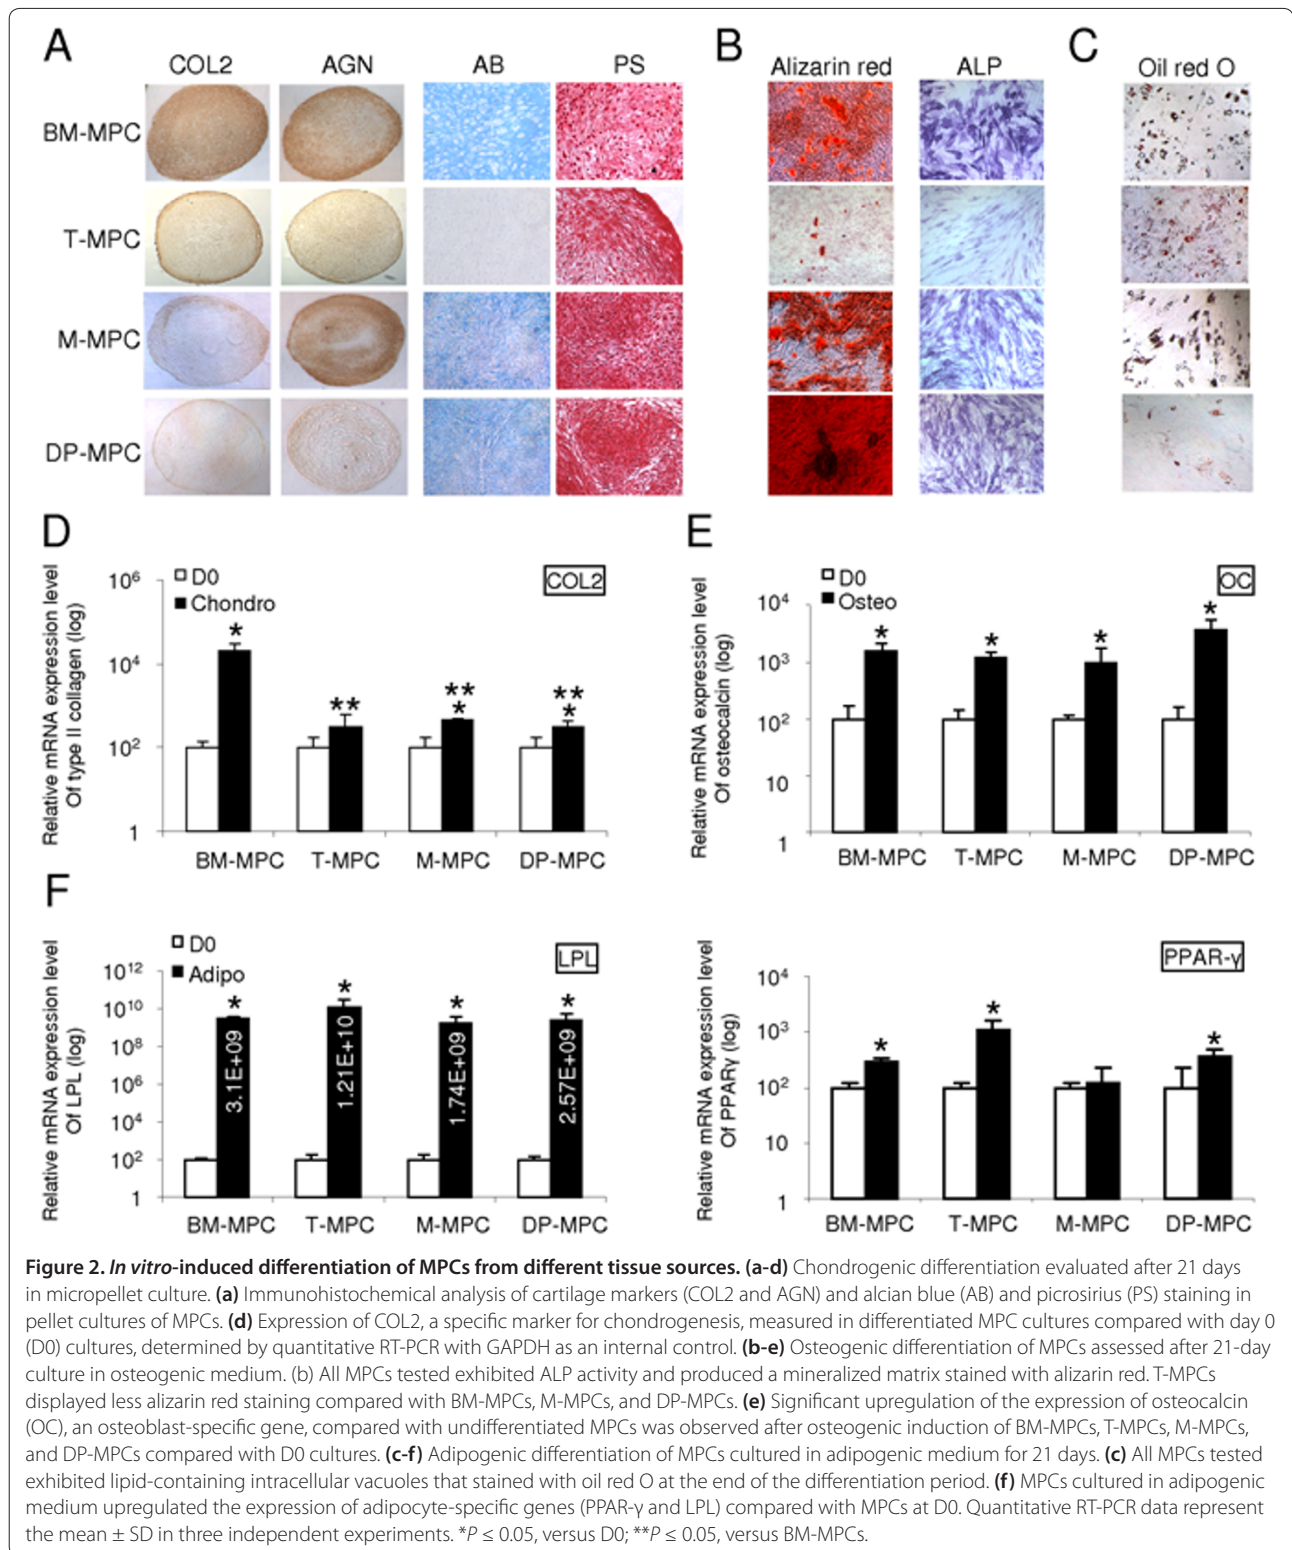 A
COL2 AGN AB PS
BM-MPC
T-MPC
M-MPC
DP-MPC
B
Alizarin red ALP
C
Oil red O
D
Relative mRNA expression level
Of type II collagen (log)
D0
Chondro
COL2
10⁶
10⁴
10²
1
*
**
**
*
**
*
BM-MPC T-MPC M-MPC DP-MPC
E
Relative mRNA expression level
Of osteocalcin (log)
D0
Osteo
OC
10⁴
10³
10²
10
1
*
*
*
*
BM-MPC T-MPC M-MPC DP-MPC
F
Relative mRNA expression level
Of LPL (log)
D0
Adipo
LPL
10¹²
10¹⁰
10⁸
10⁶
10⁴
10²
1
*
*
*
*
3.1E+09
1.21E+10
1.74E+09
2.57E+09
BM-MPC T-MPC M-MPC DP-MPC
Relative mRNA expression level
Of PPARγ (log)
PPAR-γ
10⁴
10³
10²
10
1
*
*
*
BM-MPC T-MPC M-MPC DP-MPC
Figure 2. In vitro-induced differentiation of MPCs from different tissue sources. (a-d) Chondrogenic differentiation evaluated after 21 days
in micropellet culture. (a) Immunohistochemical analysis of cartilage markers (COL2 and AGN) and alcian blue (AB) and picrosirius (PS) staining in
pellet cultures of MPCs. (d) Expression of COL2, a specific marker for chondrogenesis, measured in differentiated MPC cultures compared with day 0
(D0) cultures, determined by quantitative RT-PCR with GAPDH as an internal control. (b-e) Osteogenic differentiation of MPCs assessed after 21-day
culture in osteogenic medium. (b) All MPCs tested exhibited ALP activity and produced a mineralized matrix stained with alizarin red. T-MPCs
displayed less alizarin red staining compared with BM-MPCs, M-MPCs, and DP-MPCs. (e) Significant upregulation of the expression of osteocalcin
(OC), an osteoblast-specific gene, compared with undifferentiated MPCs was observed after osteogenic induction of BM-MPCs, T-MPCs, M-MPCs,
and DP-MPCs compared with D0 cultures. (c-f) Adipogenic differentiation of MPCs cultured in adipogenic medium for 21 days. (c) All MPCs tested
exhibited lipid-containing intracellular vacuoles that stained with oil red O at the end of the differentiation period. (f) MPCs cultured in adipogenic
medium upregulated the expression of adipocyte-specific genes (PPAR-γ and LPL) compared with MPCs at D0. Quantitative RT-PCR data represent
the mean ± SD in three independent experiments. *P ≤ 0.05, versus D0; **P ≤ 0.05, versus BM-MPCs.